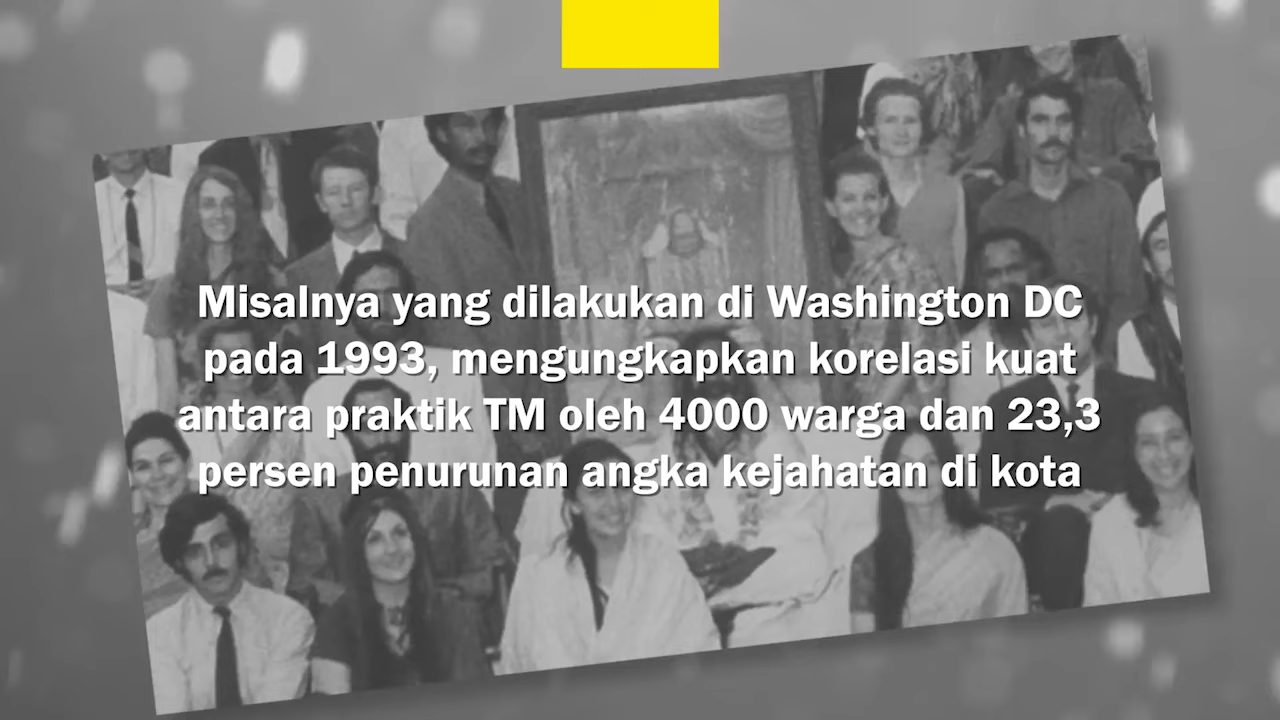 Misalnya yang dilakukan di Washington DC
pada 1993, mengungkapkan korelasi kuat
antara praktik TM oleh 4000 warga dan 23,3
persen penurunan angka kejahatan di kota